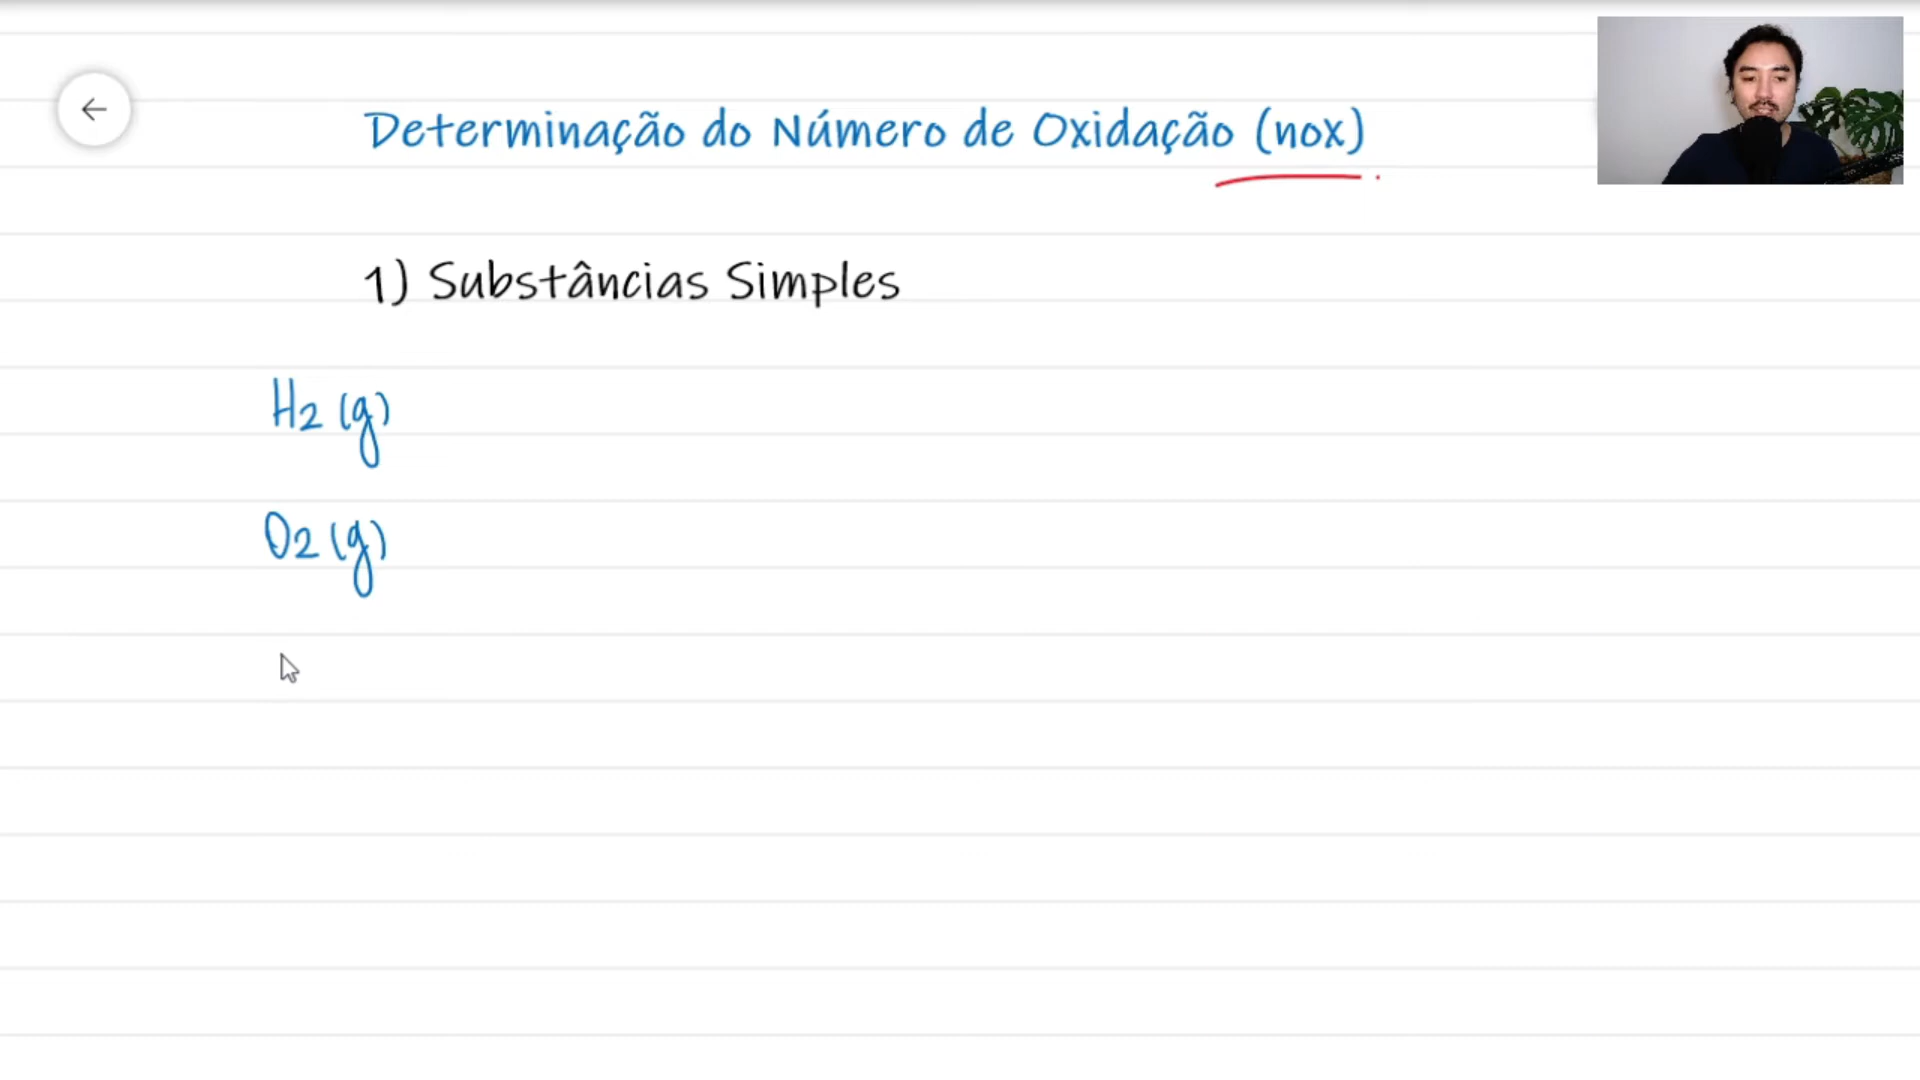 Determinação do Número de Oxidação (nox)
1) Substâncias Simples
H2 (g)
O2 (g)